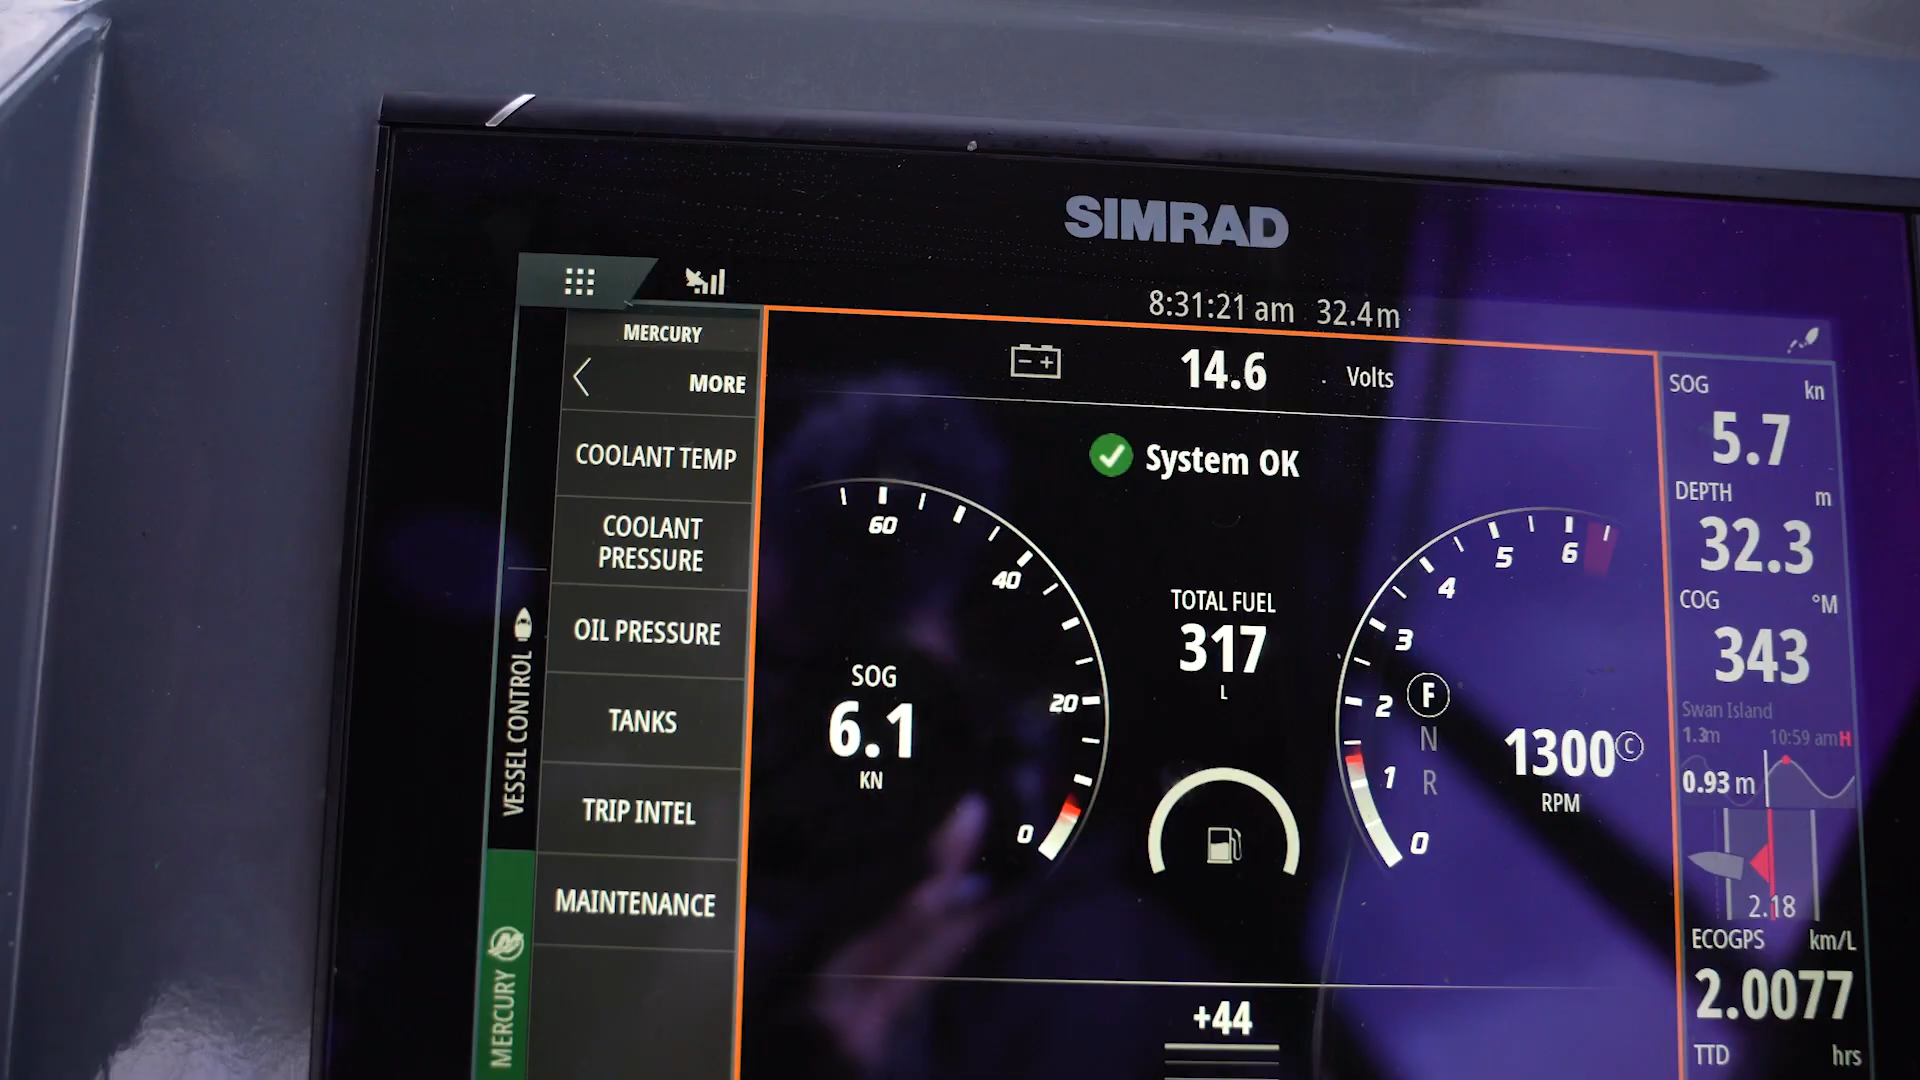 SIMRAD
8:31:21 am 32.4 m
MERCURY
MORE
COOLANT TEMP
COOLANT
PRESSURE
OIL PRESSURE
TANKS
TRIP INTEL
MAINTENANCE
VESSEL CONTROL
MERCURY
14.6 Volts
System OK
60
40
20
0
SOG
6.1
KN
TOTAL FUEL
317
L
6
5
4
3
2
1
0
F
N
R
1300 C
RPM
+44
SOG kn
5.7
DEPTH m
32.3
COG °M
343
Swan Island
1.3m 10:59 am H
0.93 m
2.18
ECOGPS km/L
2.0077
TTD hrs